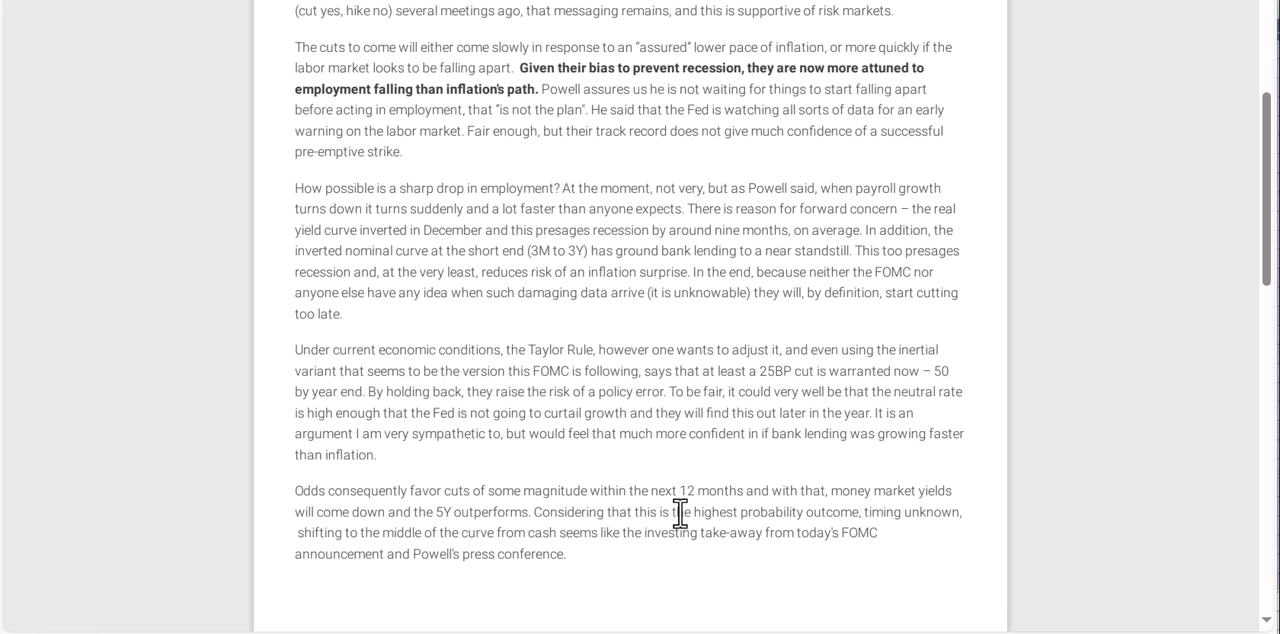 (cut yes, hike no) several meetings ago, that messaging remains, and this is supportive of risk markets.
The cuts to come will either come slowly in response to an "assured" lower pace of inflation, or more quickly if the
labor market looks to be falling apart.  Given their bias to prevent recession, they are now more attuned to
employment falling than inflation's path. Powell assures us he is not waiting for things to start falling apart
before acting in employment, that "is not the plan". He said that the Fed is watching all sorts of data for an early
warning on the labor market. Fair enough, but their track record does not give much confidence of a successful
pre-emptive strike.
How possible is a sharp drop in employment? At the moment, not very, but as Powell said, when payroll growth
turns down it turns suddenly and a lot faster than anyone expects. There is reason for forward concern – the real
yield curve inverted in December and this presages recession by around nine months, on average. In addition, the
inverted nominal curve at the short end (3M to 3Y) has ground bank lending to a near standstill. This too presages
recession and, at the very least, reduces risk of an inflation surprise. In the end, because neither the FOMC nor
anyone else have any idea when such damaging data arrive (it is unknowable) they will, by definition, start cutting
too late.
Under current economic conditions, the Taylor Rule, however one wants to adjust it, and even using the inertial
variant that seems to be the version this FOMC is following, says that at least a 25BP cut is warranted now – 50
by year end. By holding back, they raise the risk of a policy error. To be fair, it could very well be that the neutral rate
is high enough that the Fed is not going to curtail growth and they will find this out later in the year. It is an
argument I am very sympathetic to, but would feel that much more confident in if bank lending was growing faster
than inflation.
Odds consequently favor cuts of some magnitude within the next 12 months and with that, money market yields
will come down and the 5Y outperforms. Considering that this is the highest probability outcome, timing unknown,
shifting to the middle of the curve from cash seems like the investing take-away from today's FOMC
announcement and Powell's press conference.